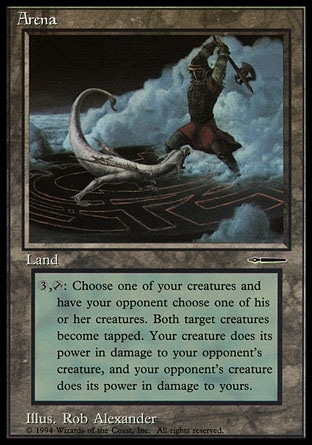 Arena
Land
3,T: Choose one of your creatures and
have your opponent choose one of his
or her creatures. Both target creatures
become tapped. Your creature does its
power in damage to your opponent's
creature, and your opponent's creature
does its power in damage to yours.
Illus. Rob Alexander
© 1994 Wizards of the Coast, Inc. All rights reserved.